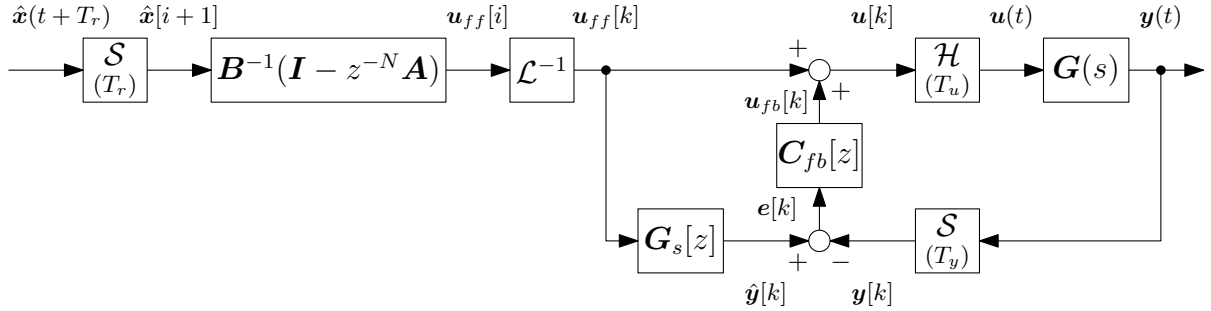 x̂(t + T_r) x̂[i+1] u_ff[i] u_ff[k] u[k] u(t) y(t)
S (T_r) B⁻¹(I − z⁻ᴺ A) L⁻¹ + H (T_u) G(s)
+
u_fb[k]
C_fb[z]
e[k]
G_s[z] S (T_y)
+ −
ŷ[k] y[k]